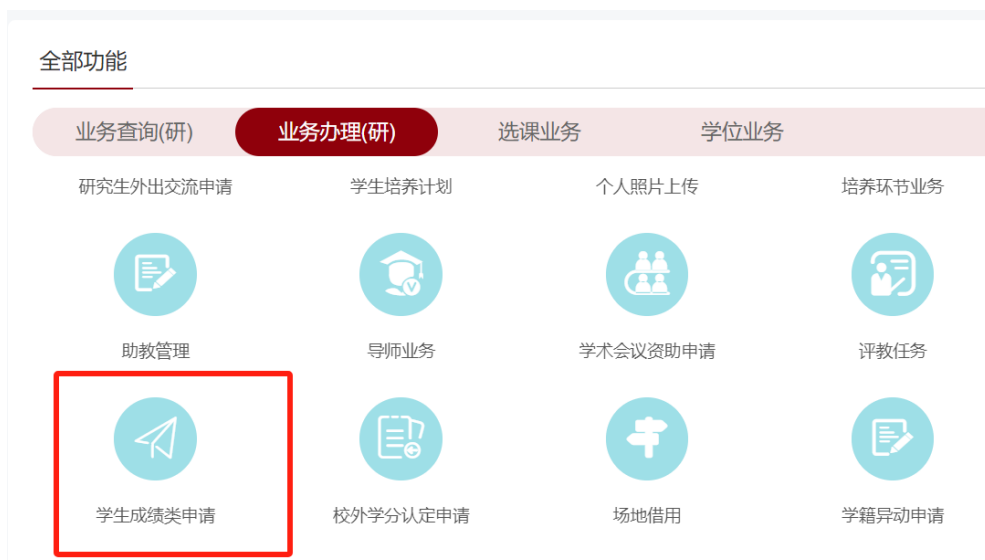 全部功能
业务查询(研) 业务办理(研) 选课业务 学位业务
研究生外出交流申请 学生培养计划 个人照片上传 培养环节业务
助教管理 导师业务 学术会议资助申请 评教任务
学生成绩类申请 校外学分认定申请 场地借用 学籍异动申请